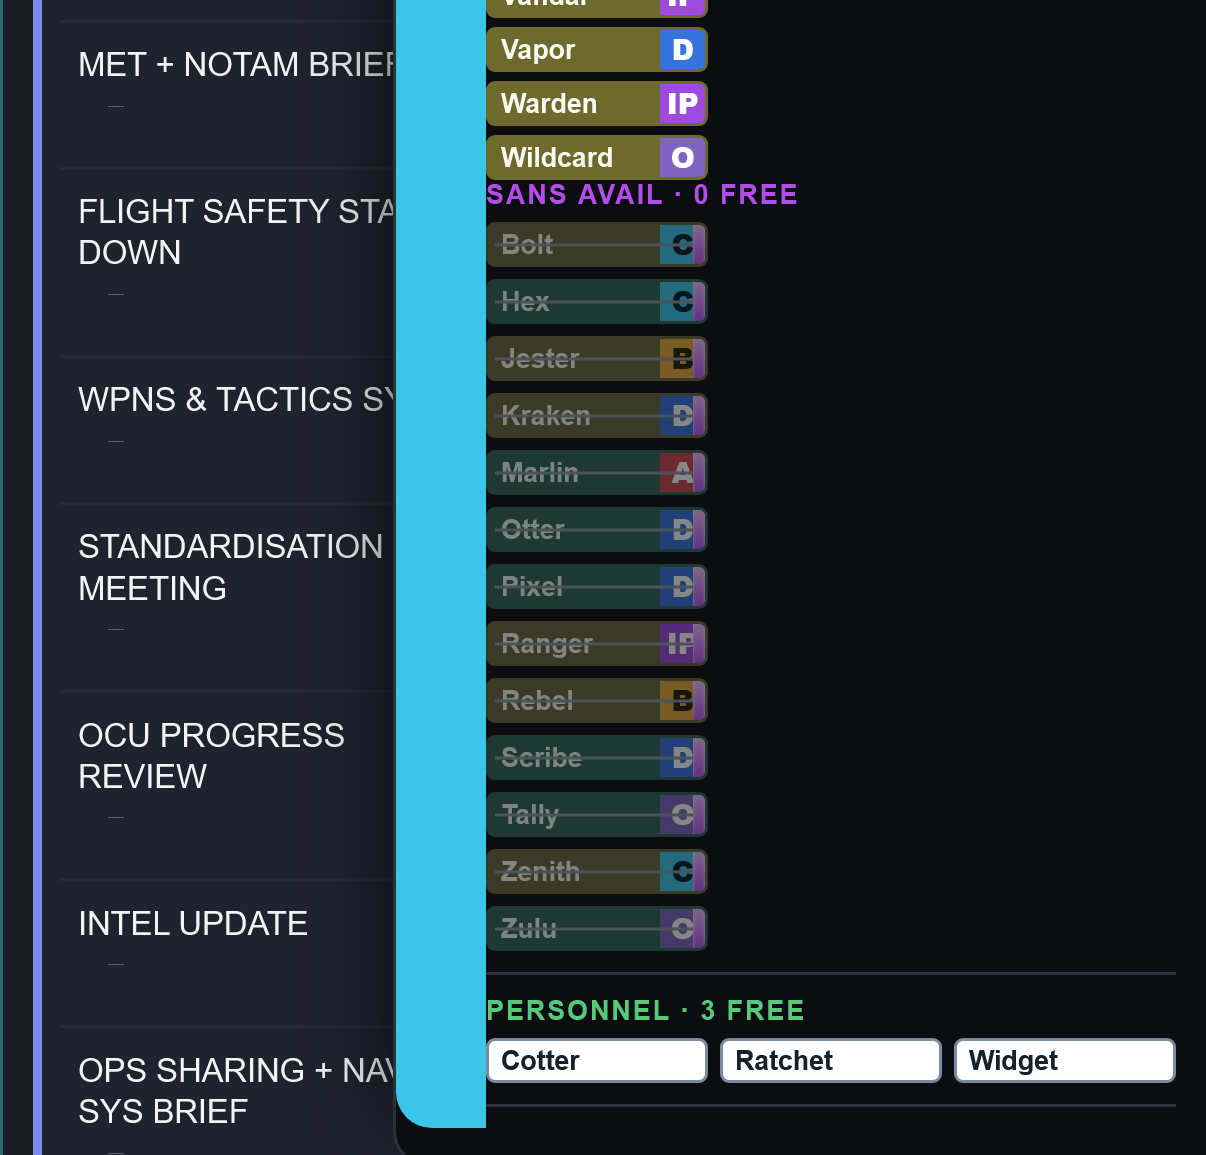 MET + NOTAM BRIEF
—
FLIGHT SAFETY STA
DOWN
—
WPNS & TACTICS SY
—
STANDARDISATION
MEETING
—
OCU PROGRESS
REVIEW
—
INTEL UPDATE
—
OPS SHARING + NAV
SYS BRIEF
—
Vandal IP
Vapor D
Warden IP
Wildcard O
SANS AVAIL · 0 FREE
Bolt C
Hex C
Jester B
Kraken D
Marlin A
Otter D
Pixel D
Ranger IP
Rebel B
Scribe D
Tally O
Zenith C
Zulu O
PERSONNEL · 3 FREE
Cotter Ratchet Widget